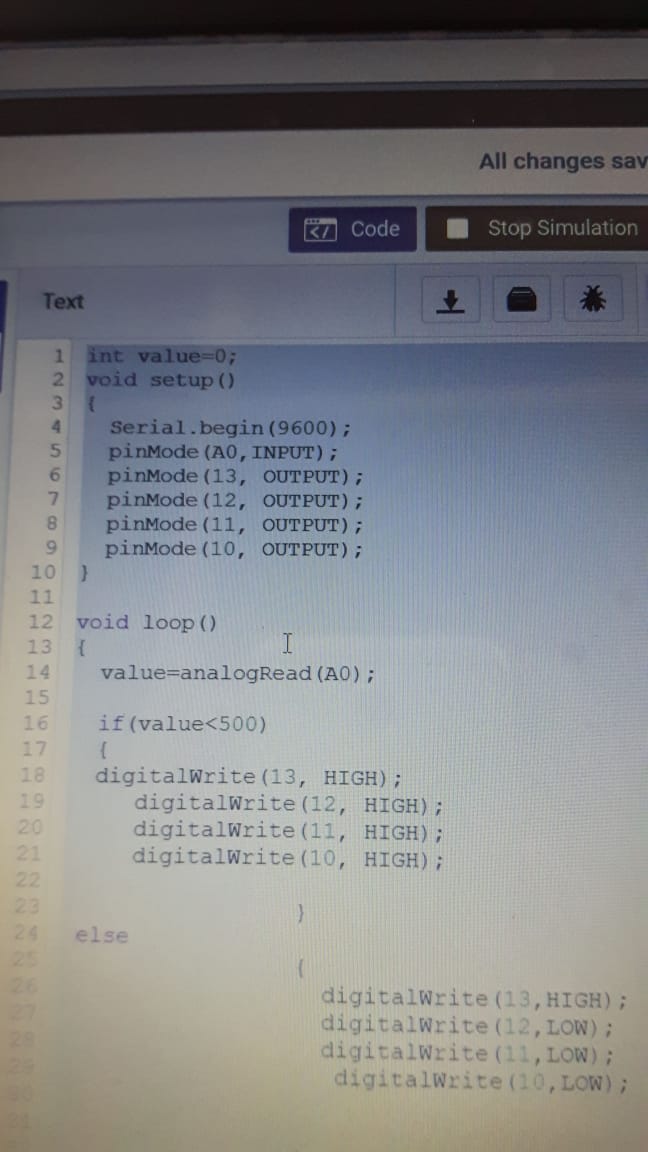 All changes sav
Code
Stop Simulation
Text
1 int value=0;
2 void setup()
3 {
4 Serial.begin(9600);
5 pinMode(A0,INPUT);
6 pinMode(13, OUTPUT);
7 pinMode(12, OUTPUT);
8 pinMode(11, OUTPUT);
9 pinMode(10, OUTPUT);
10 }
11
12 void loop()
13 {
14 value=analogRead(A0);
15
16 if(value<500)
17 {
18 digitalWrite(13, HIGH);
19 digitalWrite(12, HIGH);
20 digitalWrite(11, HIGH);
21 digitalWrite(10, HIGH);
22
23 }
24 else
25 {
26 digitalWrite(13,HIGH);
27 digitalWrite(12,LOW);
28 digitalWrite(11,LOW);
29 digitalWrite(10,LOW);
30
31